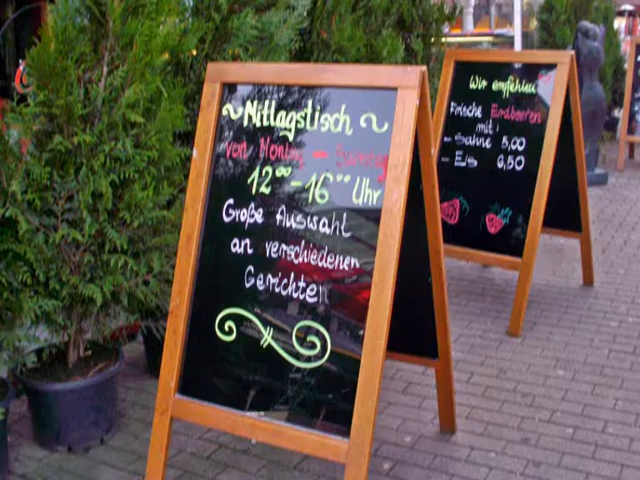 ~ Mittagstisch ~
von Montag - Samstag
12⁰⁰ - 16⁰⁰ Uhr
Große Auswahl
an verschiedenen
Gerichten
Wir empfehlen
Frische Erdbeeren
mit:
- Sahne 5,00
- Eis 6,50